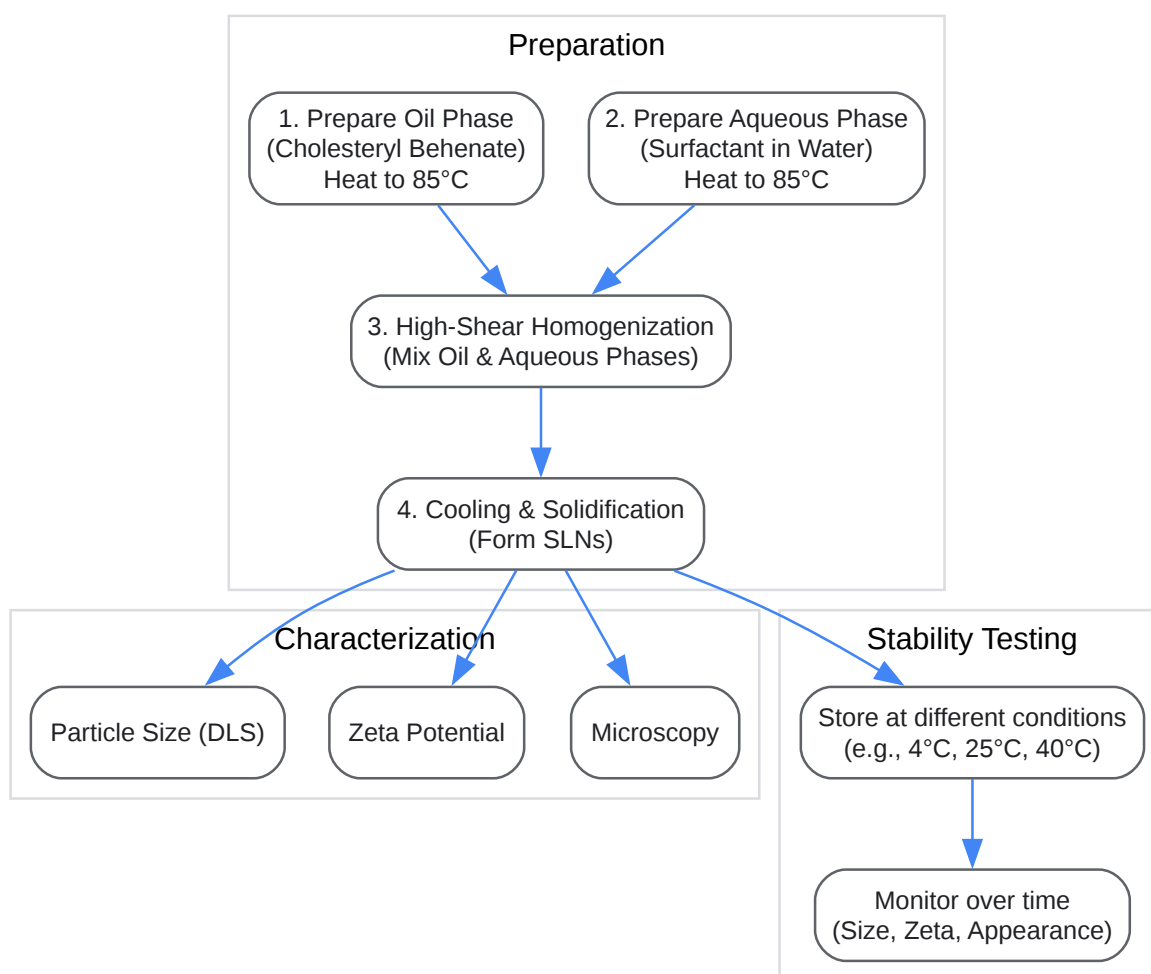 Preparation
1. Prepare Oil Phase
(Cholesteryl Behenate)
Heat to 85°C
2. Prepare Aqueous Phase
(Surfactant in Water)
Heat to 85°C
3. High-Shear Homogenization
(Mix Oil & Aqueous Phases)
4. Cooling & Solidification
(Form SLNs)
Characterization
Particle Size (DLS)
Zeta Potential
Microscopy
Stability Testing
Store at different conditions
(e.g., 4°C, 25°C, 40°C)
Monitor over time
(Size, Zeta, Appearance)